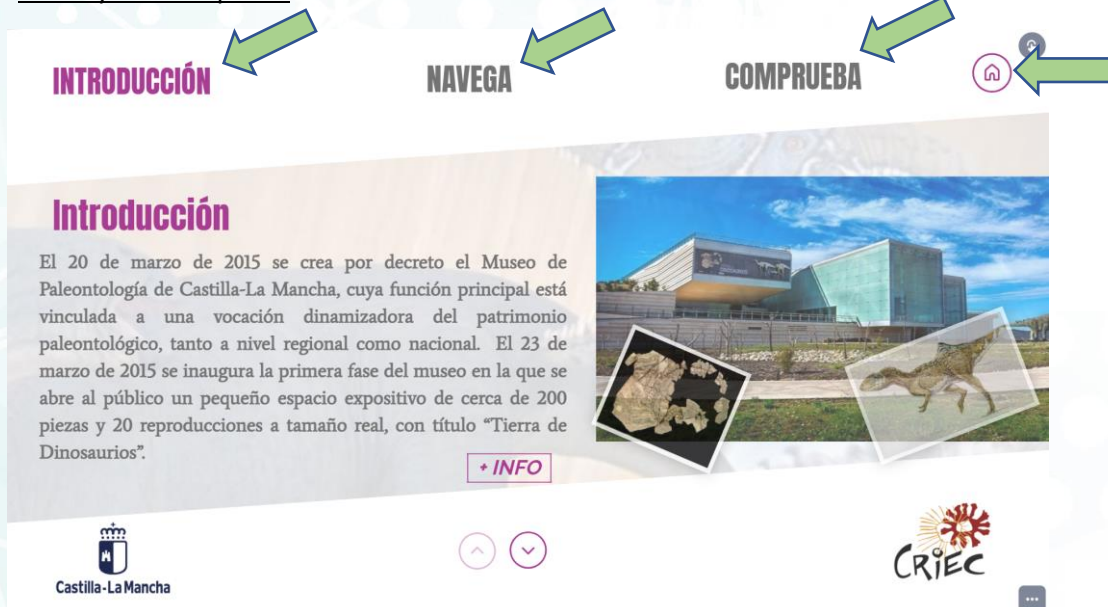 INTRODUCCIÓN NAVEGA COMPRUEBA
Introducción
El 20 de marzo de 2015 se crea por decreto el Museo de
Paleontología de Castilla-La Mancha, cuya función principal está
vinculada a una vocación dinamizadora del patrimonio
paleontológico, tanto a nivel regional como nacional. El 23 de
marzo de 2015 se inaugura la primera fase del museo en la que se
abre al público un pequeño espacio expositivo de cerca de 200
piezas y 20 reproducciones a tamaño real, con título “Tierra de
Dinosaurios”.
+ INFO
Castilla-La Mancha
CRIEC